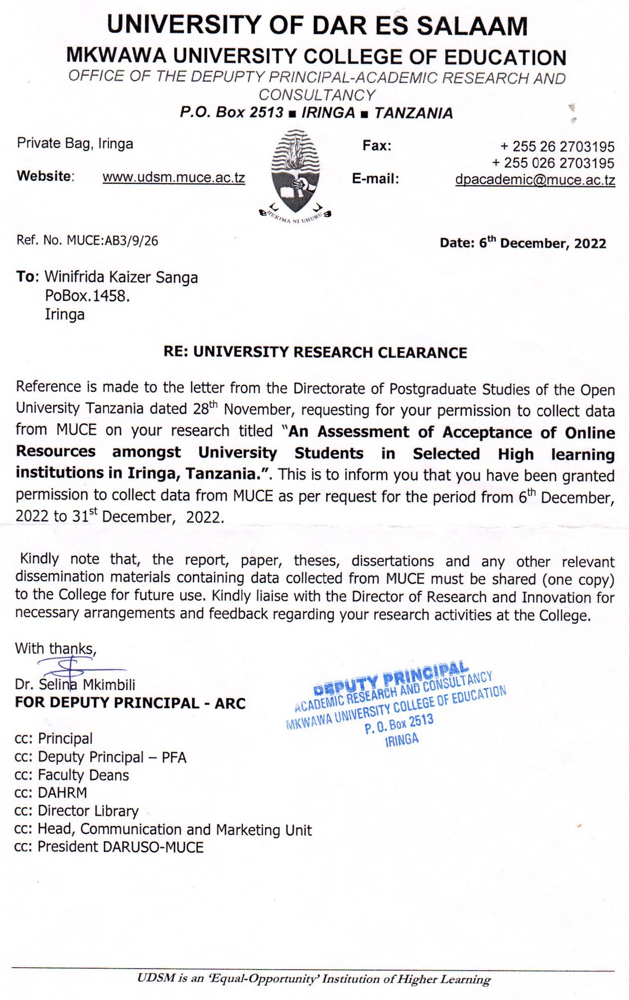 UNIVERSITY OF DAR ES SALAAM
MKWAWA UNIVERSITY COLLEGE OF EDUCATION
OFFICE OF THE DEPUPTY PRINCIPAL-ACADEMIC RESEARCH AND
CONSULTANCY
P.O. Box 2513 ■ IRINGA ■ TANZANIA
Private Bag, Iringa
Fax: + 255 26 2703195
+ 255 026 2703195
Website: www.udsm.muce.ac.tz
E-mail: dpacademic@muce.ac.tz
HEKIMA NI UHURU
Ref. No. MUCE:AB3/9/26
Date: 6th December, 2022
To: Winifrida Kaizer Sanga
PoBox.1458.
Iringa
RE: UNIVERSITY RESEARCH CLEARANCE
Reference is made to the letter from the Directorate of Postgraduate Studies of the Open
University Tanzania dated 28th November, requesting for your permission to collect data
from MUCE on your research titled “An Assessment of Acceptance of Online
Resources amongst University Students in Selected High learning
institutions in Iringa, Tanzania.”. This is to inform you that you have been granted
permission to collect data from MUCE as per request for the period from 6th December,
2022 to 31st December, 2022.
Kindly note that, the report, paper, theses, dissertations and any other relevant
dissemination materials containing data collected from MUCE must be shared (one copy)
to the College for future use. Kindly liaise with the Director of Research and Innovation for
necessary arrangements and feedback regarding your research activities at the College.
With thanks,
Dr. Selina Mkimbili
FOR DEPUTY PRINCIPAL - ARC
DEPUTY PRINCIPAL
ACADEMIC RESEARCH AND CONSULTANCY
MKWAWA UNIVERSITY COLLEGE OF EDUCATION
P. O. Box 2513
IRINGA
cc: Principal
cc: Deputy Principal – PFA
cc: Faculty Deans
cc: DAHRM
cc: Director Library
cc: Head, Communication and Marketing Unit
cc: President DARUSO-MUCE
UDSM is an ‘Equal-Opportunity’ Institution of Higher Learning